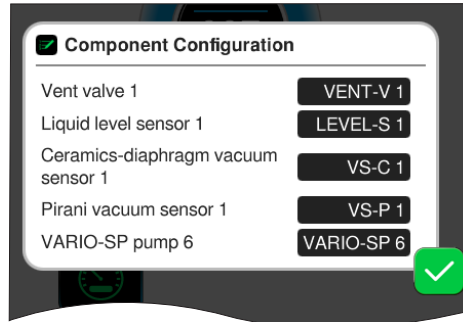 Component Configuration
Vent valve 1 VENT-V 1
Liquid level sensor 1 LEVEL-S 1
Ceramics-diaphragm vacuum
sensor 1 VS-C 1
Pirani vacuum sensor 1 VS-P 1
VARIO-SP pump 6 VARIO-SP 6